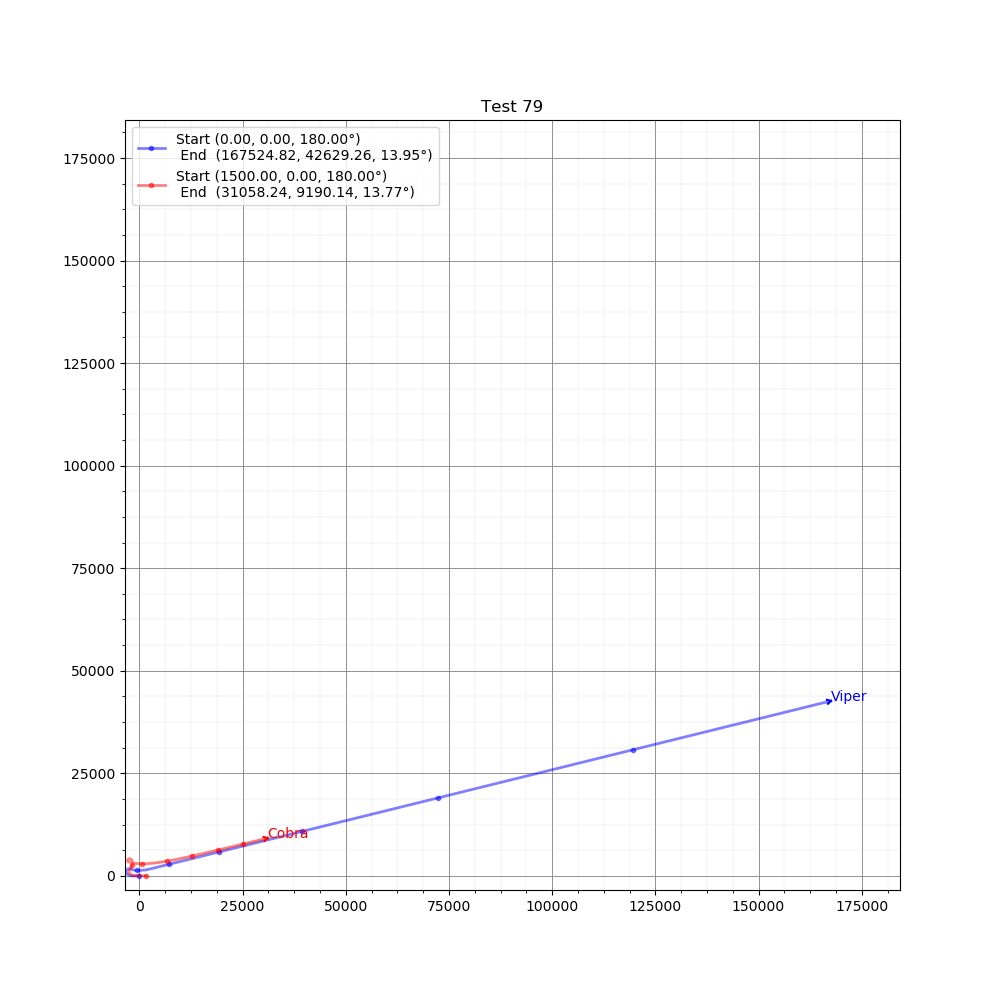 Test 79
Start (0.00, 0.00, 180.00°)
End (167524.82, 42629.26, 13.95°)
Start (1500.00, 0.00, 180.00°)
End (31058.24, 9190.14, 13.77°)
175000
150000
125000
100000
75000
50000
25000
0
Viper
Cobra
0 25000 50000 75000 100000 125000 150000 175000